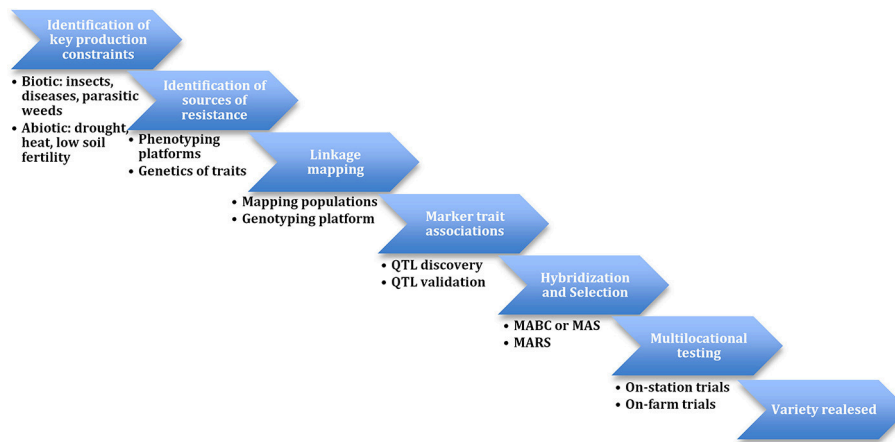 Identification of
key production
constraints
• Biotic: insects,
diseases, parasitic
weeds
• Abiotic: drought,
heat, low soil
fertility
Identification of
sources of
resistance
• Phenotyping
platforms
• Genetics of traits
Linkage
mapping
• Mapping populations
• Genotyping platform
Marker trait
associations
• QTL discovery
• QTL validation
Hybridization
and Selection
• MABC or MAS
• MARS
Multilocational
testing
• On-station trials
• On-farm trials
Variety realesed